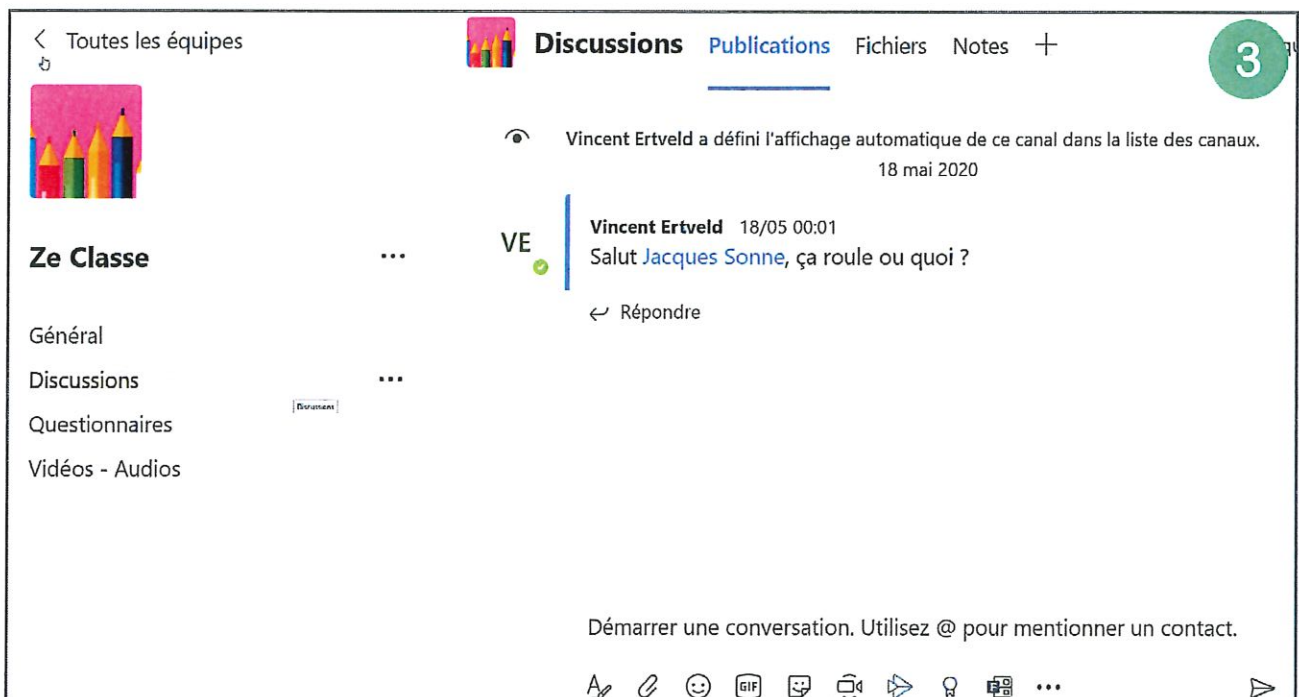 Toutes les équipes
Ze Classe
Général
Discussions
Questionnaires
Vidéos - Audios
Discussions Publications Fichiers Notes
3
Vincent Ertveld a défini l'affichage automatique de ce canal dans la liste des canaux.
18 mai 2020
VE
Vincent Ertveld 18/05 00:01
Salut Jacques Sonne, ça roule ou quoi ?
Répondre
Démarrer une conversation. Utilisez @ pour mentionner un contact.
GIF